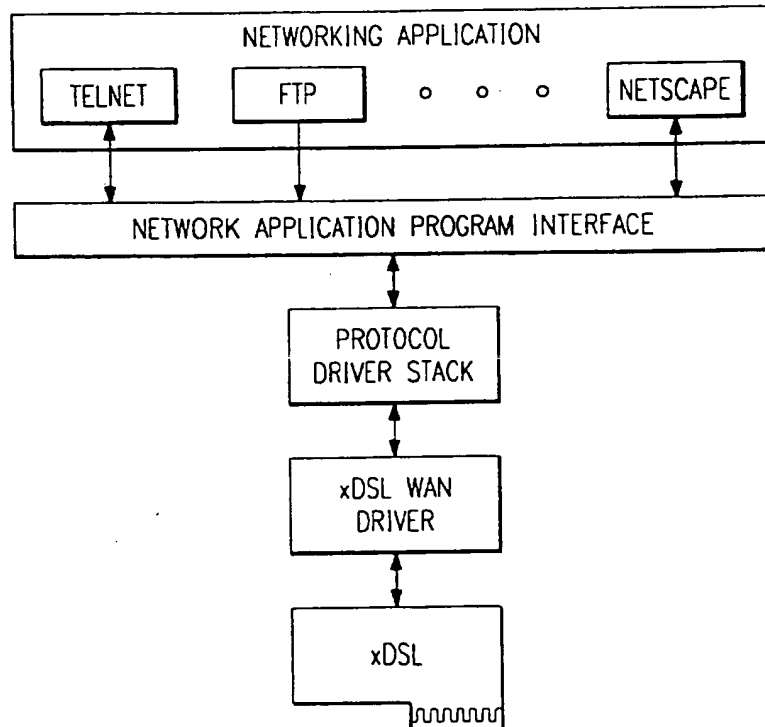 NETWORKING APPLICATION
TELNET
FTP
NETSCAPE
NETWORK APPLICATION PROGRAM INTERFACE
PROTOCOL
DRIVER STACK
xDSL WAN
DRIVER
xDSL